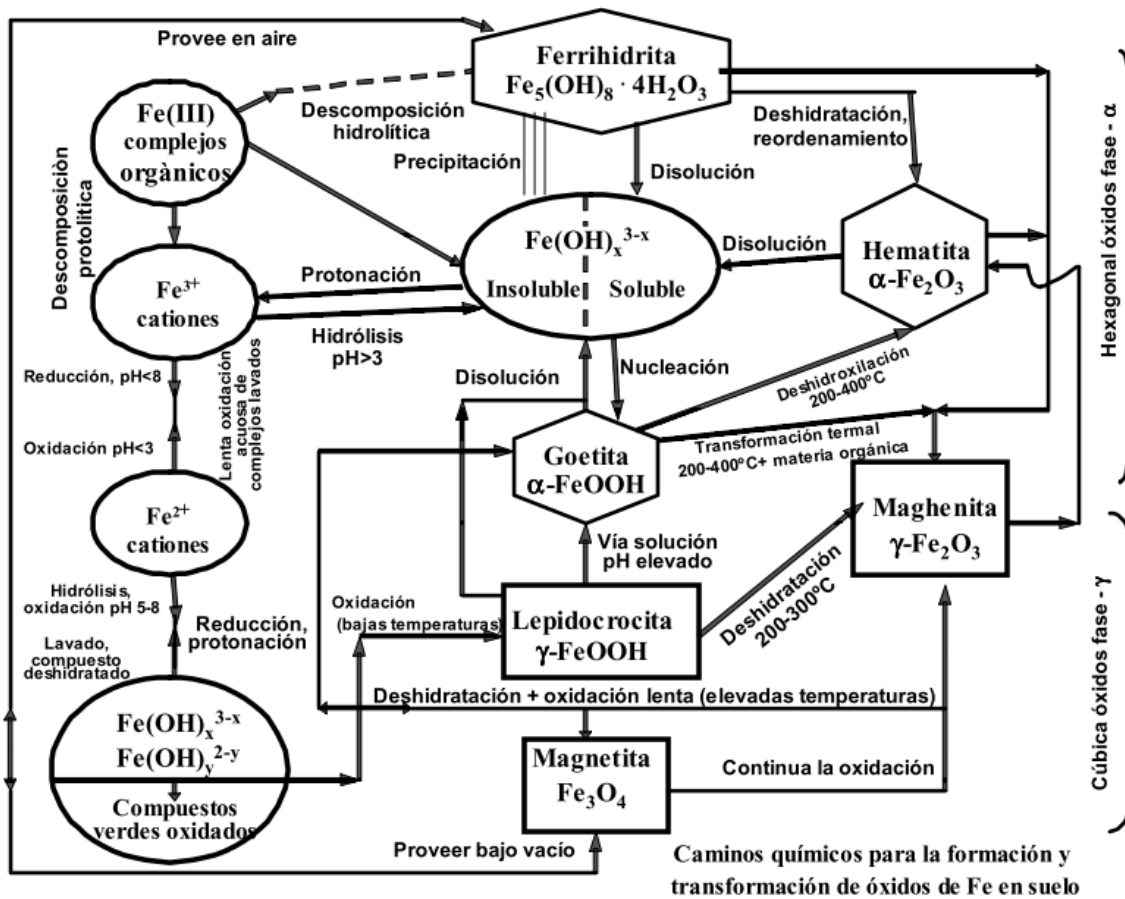 Provee en aire
Ferrihidrita
Fe₅(OH)₈ · 4H₂O₃
Fe(III)
complejos
orgànicos
Descomposición
hidrolítica
Precipitación
Deshidratación,
reordenamiento
Disolución
Descomposiciòn
protolitica
Fe(OH)ₓ³⁻ˣ
Insoluble
Soluble
Disolución
Hematita
α-Fe₂O₃
Hexagonal óxidos fase - α
Fe³⁺
cationes
Protonación
Hidrólisis
pH>3
Reducción, pH<8
Lenta oxidación
acuosa de
complejos lavados
Oxidación pH<3
Disolución
Nucleación
Deshidroxilación
200-400ºC
Transformación termal
200-400ºC+ materia orgánica
Goetita
α-FeOOH
Maghenita
γ-Fe₂O₃
Fe²⁺
cationes
Vía solución
pH elevado
Deshidratación
200-300ºC
Hidrólisis,
oxidación pH 5-8
Reducción,
protonación
Oxidación
(bajas temperaturas)
Lepidocrocita
γ-FeOOH
Lavado,
compuesto
deshidratado
Deshidratación + oxidación lenta (elevadas temperaturas)
Cúbica óxidos fase - γ
Fe(OH)ₓ³⁻ˣ
Fe(OH)ᵧ²⁻ʸ
Compuestos
verdes oxidados
Magnetita
Fe₃O₄
Continua la oxidación
Proveer bajo vacío
Caminos químicos para la formación y
transformación de óxidos de Fe en suelo